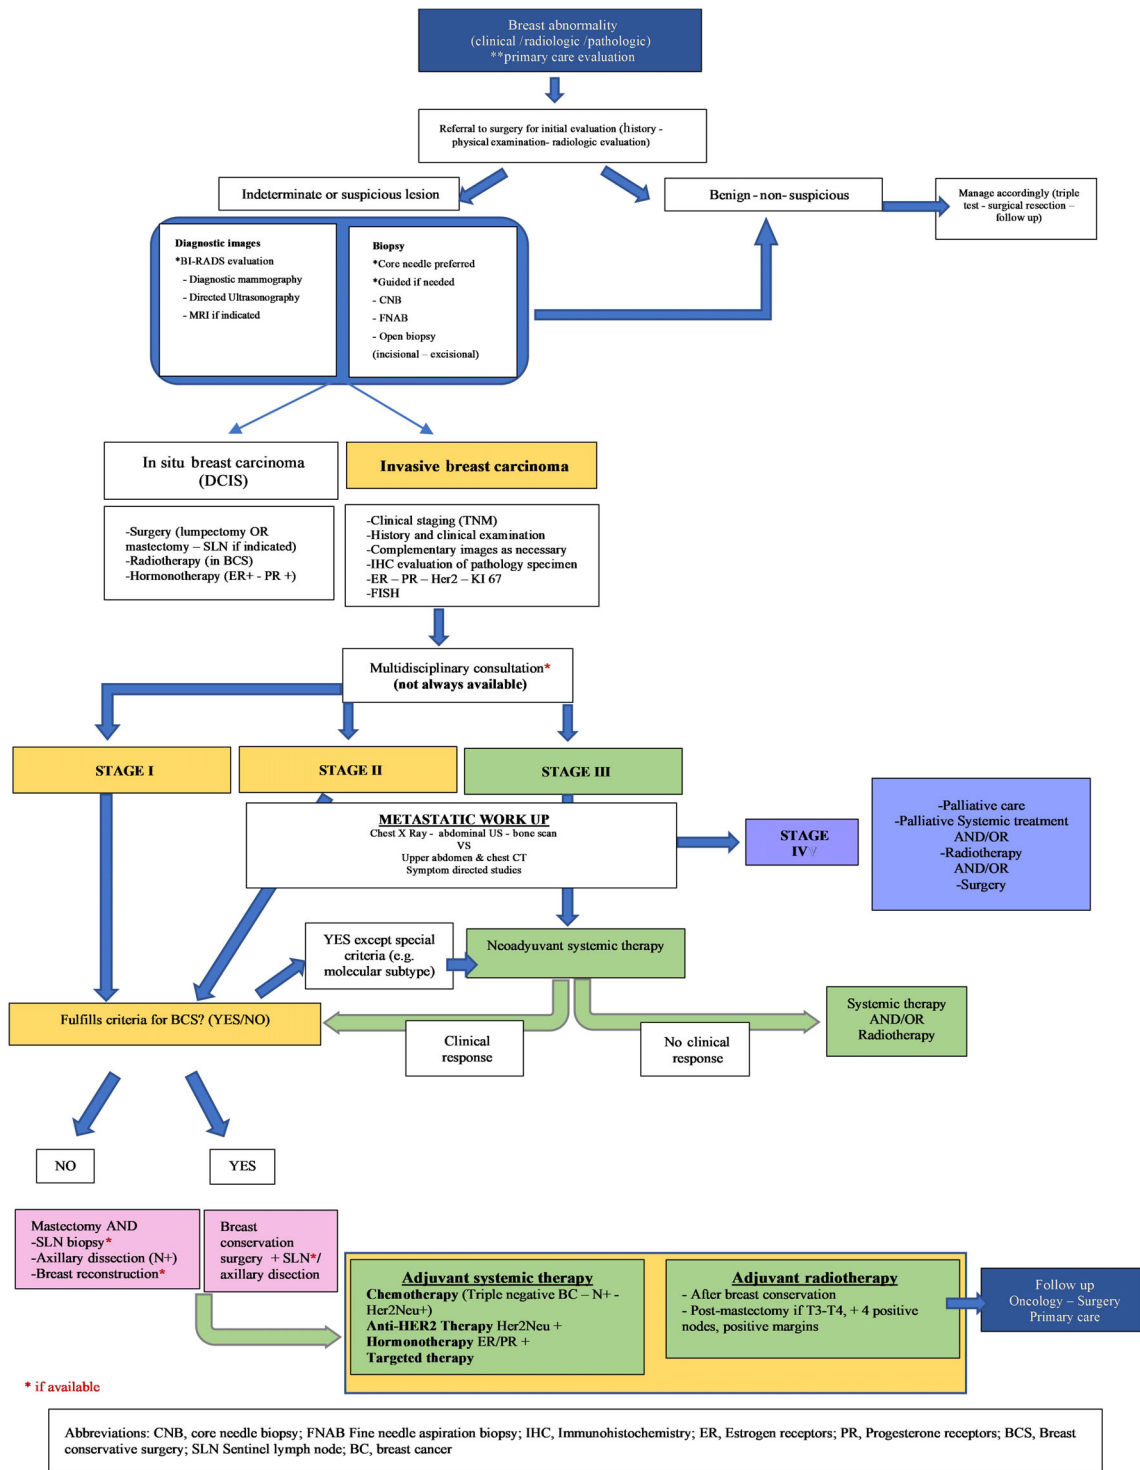 Breast abnormality
(clinical /radiologic /pathologic)
**primary care evaluation
Referral to surgery for initial evaluation (history -
physical examination- radiologic evaluation)
Indeterminate or suspicious lesion
Benign - non-suspicious
Manage accordingly (triple
test - surgical resection –
follow up)
Diagnostic images
*BI-RADS evaluation
- Diagnostic mammography
- Directed Ultrasonography
- MRI if indicated
Biopsy
*Core needle preferred
*Guided if needed
- CNB
- FNAB
- Open biopsy
(incisional – excisional)
In situ breast carcinoma
(DCIS)
Invasive breast carcinoma
-Surgery (lumpectomy OR
mastectomy – SLN if indicated)
-Radiotherapy (in BCS)
-Hormonotherapy (ER+ - PR +)
-Clinical staging (TNM)
-History and clinical examination
-Complementary images as necessary
-IHC evaluation of pathology specimen
-ER – PR – Her2 – KI 67
-FISH
Multidisciplinary consultation*
(not always available)
STAGE I
STAGE II
STAGE III
METASTATIC WORK UP
Chest X Ray - abdominal US - bone scan
VS
Upper abdomen & chest CT
Symptom directed studies
STAGE
IV
-Palliative care
-Palliative Systemic treatment
AND/OR
-Radiotherapy
AND/OR
-Surgery
YES except special
criteria (e.g.
molecular subtype)
Neoadyuvant systemic therapy
Fulfills criteria for BCS? (YES/NO)
Clinical
response
No clinical
response
Systemic therapy
AND/OR
Radiotherapy
NO
YES
Mastectomy AND
-SLN biopsy*
-Axillary dissection (N+)
-Breast reconstruction*
Breast
conservation
surgery + SLN*/
axillary disection
Adjuvant systemic therapy
Chemotherapy (Triple negative BC – N+ -
Her2Neu+)
Anti-HER2 Therapy Her2Neu +
Hormonotherapy ER/PR +
Targeted therapy
Adjuvant radiotherapy
- After breast conservation
- Post-mastectomy if T3-T4, + 4 positive
nodes, positive margins
Follow up
Oncology – Surgery
Primary care
* if available
Abbreviations: CNB, core needle biopsy; FNAB Fine needle aspiration biopsy; IHC, Immunohistochemistry; ER, Estrogen receptors; PR, Progesterone receptors; BCS, Breast
conservative surgery; SLN Sentinel lymph node; BC, breast cancer